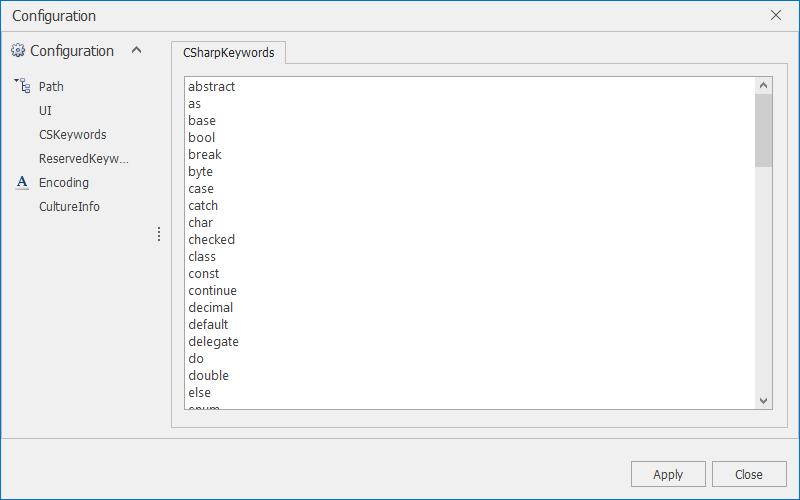 Configuration
Configuration
Path
UI
CSKeywords
ReservedKeyw...
Encoding
CultureInfo
CSharpKeywords
abstract
as
base
bool
break
byte
case
catch
char
checked
class
const
continue
decimal
default
delegate
do
double
else
enum
Apply
Close